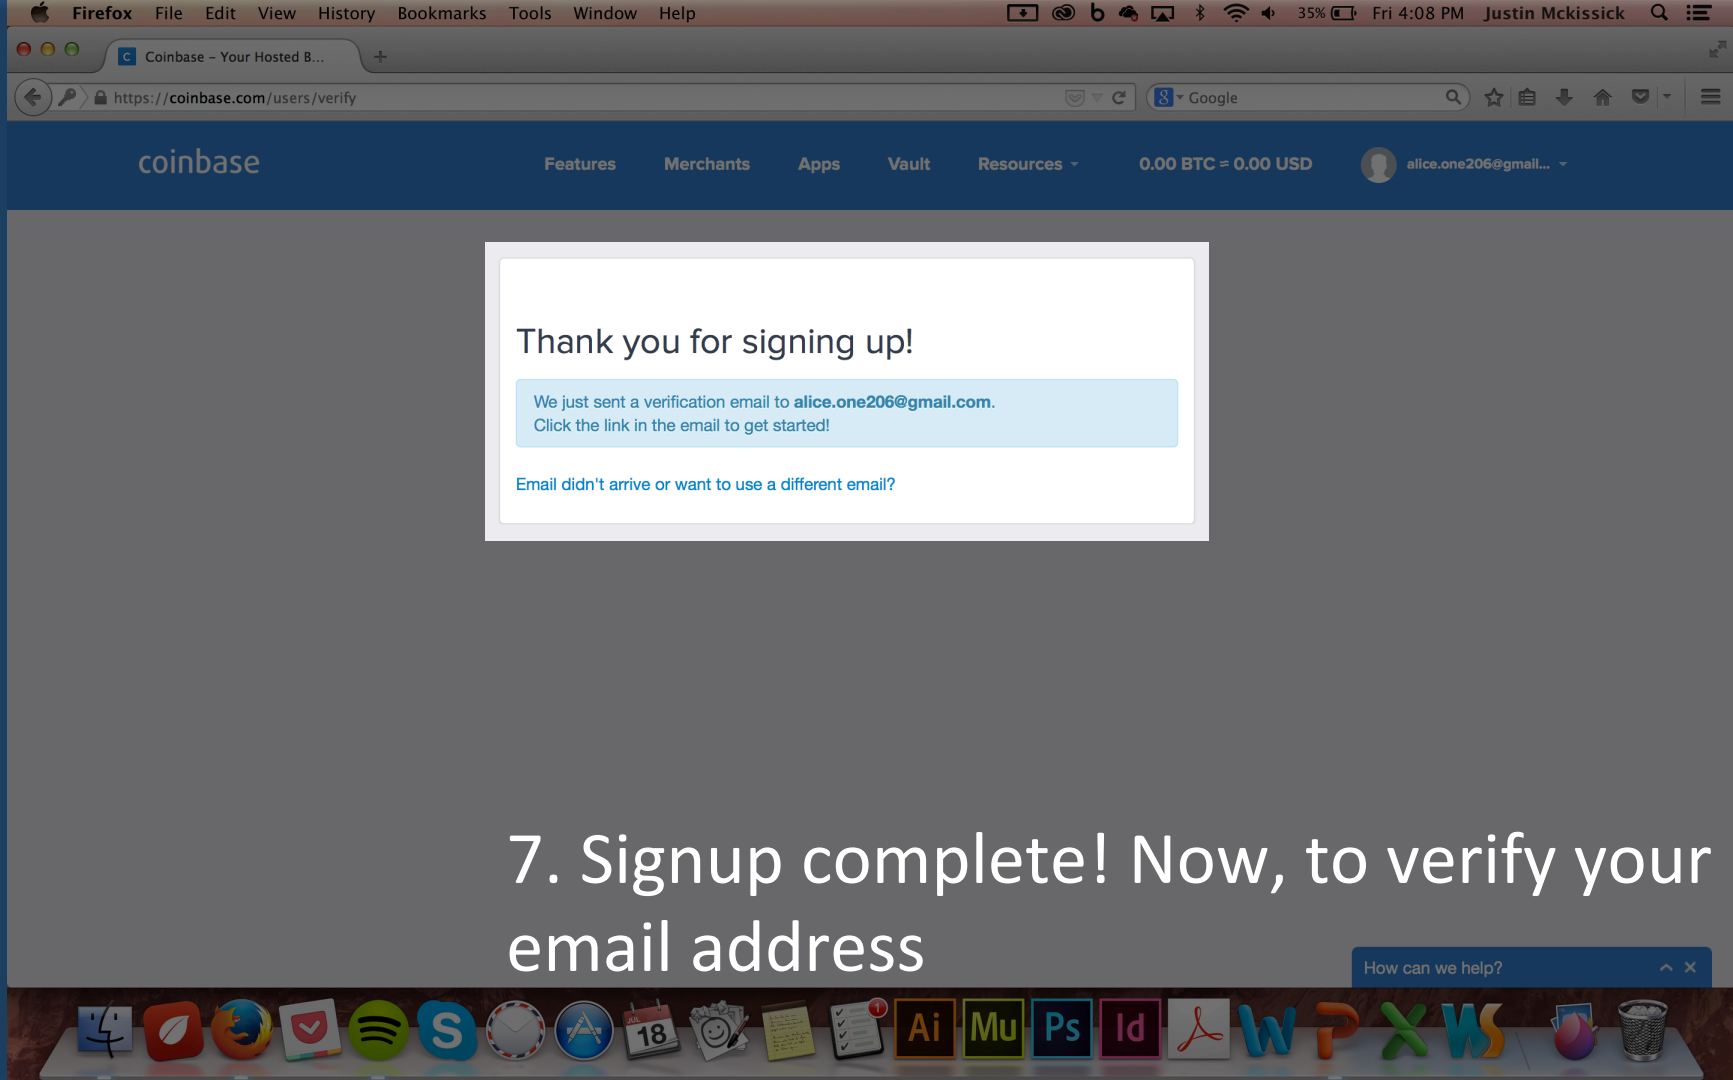 Firefox File Edit View History Bookmarks Tools Window Help 35% Fri 4:08 PM Justin Mckissick
C Coinbase - Your Hosted B... +
https://coinbase.com/users/verify 8 Google
coinbase Features Merchants Apps Vault Resources 0.00 BTC = 0.00 USD alice.one206@gmail...
Thank you for signing up!
We just sent a verification email to alice.one206@gmail.com.
Click the link in the email to get started!
Email didn't arrive or want to use a different email?
7. Signup complete! Now, to verify your
email address
How can we help?
S JUL 18 1 Ai Mu Ps Id W P X WS